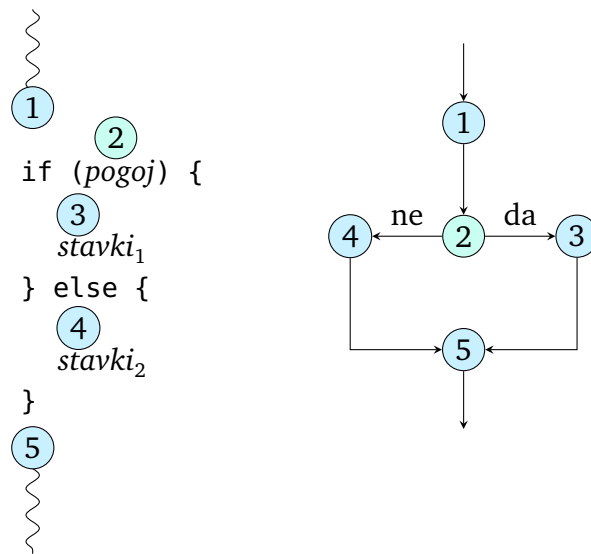 1
2
if (pogoj) {
3
stavki₁
} else {
4
stavki₂
}
5
1
4 ne 2 da 3
5